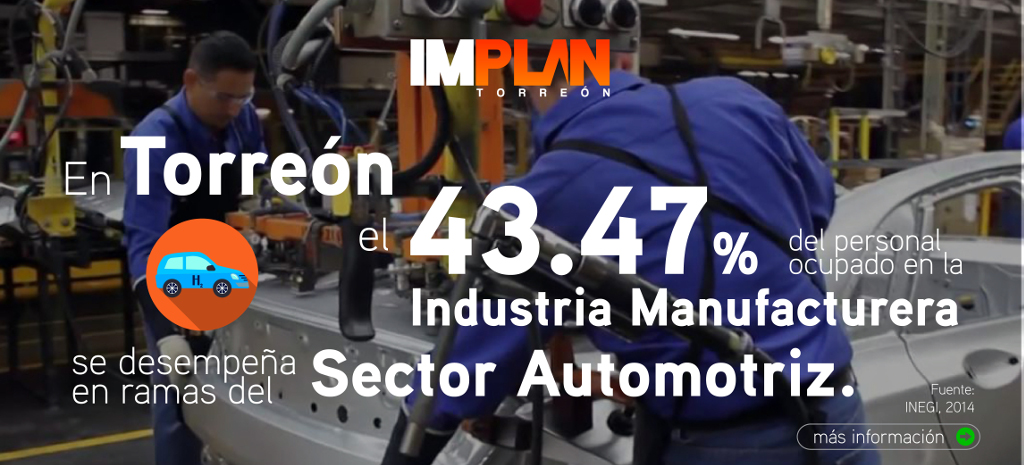 IMPLAN
TORREÓN
En Torreón
el 43.47% del personal
ocupado en la
Industria Manufacturera
se desempeña
en ramas del Sector Automotriz.
H₂
Fuente:
INEGI, 2014
más información